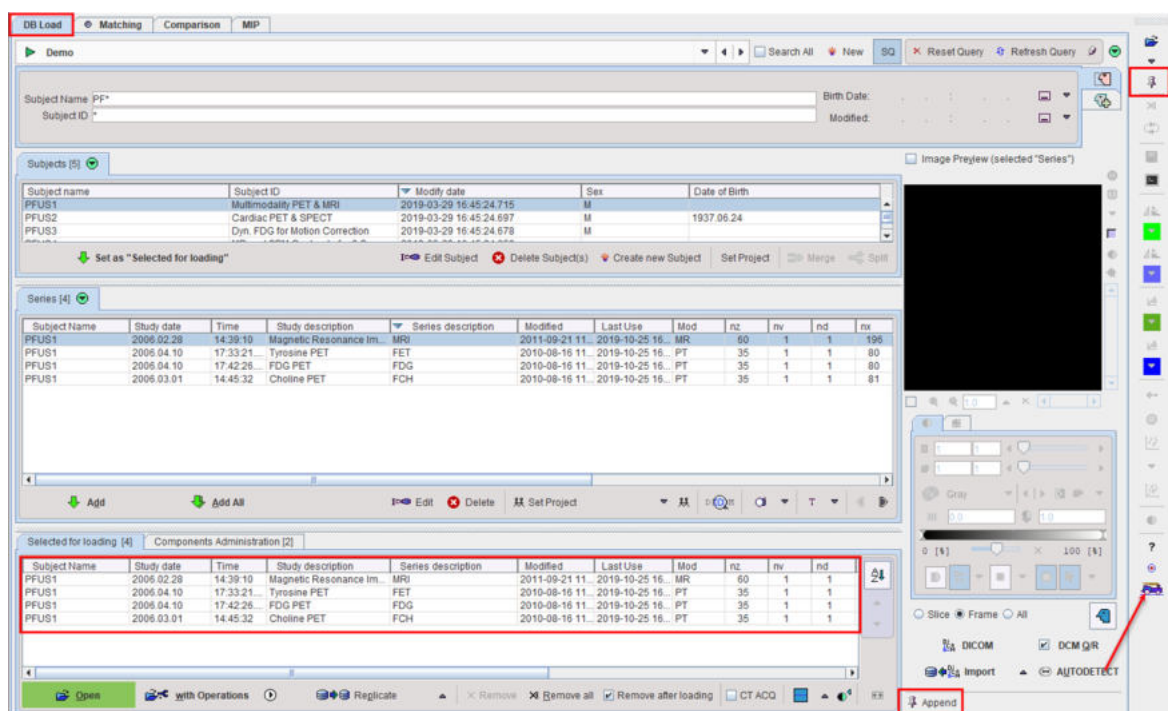 DB Load Matching Comparison MIP
Demo Search All New SQ Reset Query Refresh Query
Subject Name PF* Birth Date:
Subject ID * Modified:
Subjects [5] Image Preview (selected "Series")
Subject name Subject ID Modify date Sex Date of Birth
PFUS1 Multimodality PET & MRI 2019-03-29 16:45:24.715 M
PFUS2 Cardiac PET & SPECT 2019-03-29 16:45:24.697 M 1937.06.24
PFUS3 Dyn. FDG for Motion Correction 2019-03-29 16:45:24.678 M
Set as "Selected for loading" Edit Subject Delete Subject(s) Create new Subject Set Project Merge Split
Series [4]
Subject Name Study date Time Study description Series description Modified Last Use Mod nz nv nd nx
PFUS1 2006.02.28 14:39:10 Magnetic Resonance Im... MRI 2011-09-21 11... 2019-10-25 16... MR 60 1 1 196
PFUS1 2006.04.10 17:33:21... Tyrosine PET FET 2010-08-16 11... 2019-10-25 16... PT 35 1 1 80
PFUS1 2006.04.10 17:42:26... FDG PET FDG 2010-08-16 11... 2019-10-25 16... PT 35 1 1 80
PFUS1 2006.03.01 14:45:32 Choline PET FCH 2010-08-16 11... 2019-10-25 16... PT 35 1 1 81
1.0
1 1
1 1
Gray
0.0 1.0
Add Add All Edit Delete Set Project T
0 [%] 100 [%]
Selected for loading [4] Components Administration [2]
Subject Name Study date Time Study description Series description Modified Last Use Mod nz nv nd
PFUS1 2006.02.28 14:39:10 Magnetic Resonance Im... MRI 2011-09-21 11... 2019-10-25 16... MR 60 1 1
PFUS1 2006.04.10 17:33:21... Tyrosine PET FET 2010-08-16 11... 2019-10-25 16... PT 35 1 1
PFUS1 2006.04.10 17:42:26... FDG PET FDG 2010-08-16 11... 2019-10-25 16... PT 35 1 1
PFUS1 2006.03.01 14:45:32 Choline PET FCH 2010-08-16 11... 2019-10-25 16... PT 35 1 1
Slice Frame All
DICOM DCM Q/R
Import AUTODETECT
Open with Operations Replicate Remove Remove all Remove after loading CT ACQ
Append